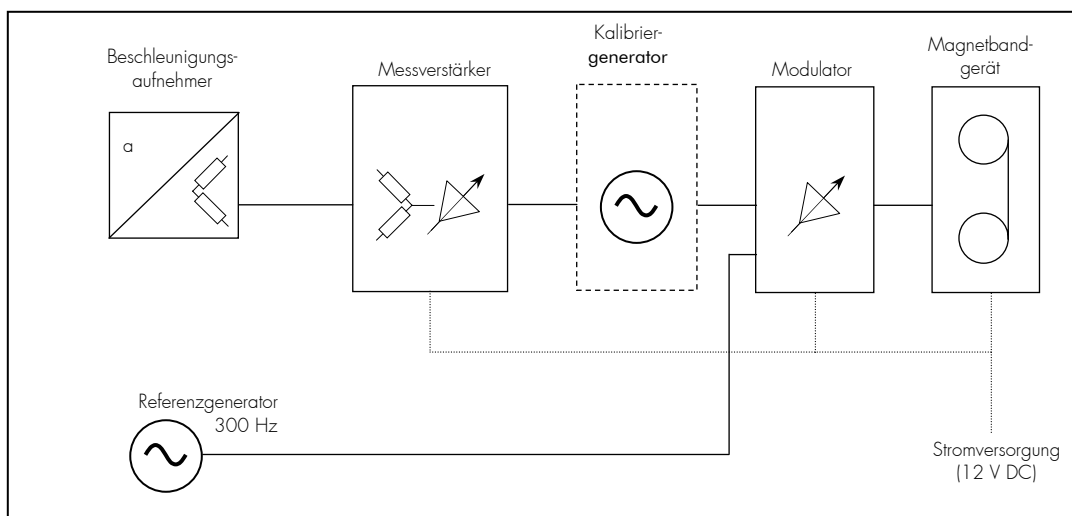 Beschleunigungs-
aufnehmer
Messverstärker
Kalibrier-
generator
Modulator
Magnetband-
gerät
a
Referenzgenerator
300 Hz
Stromversorgung
(12 V DC)